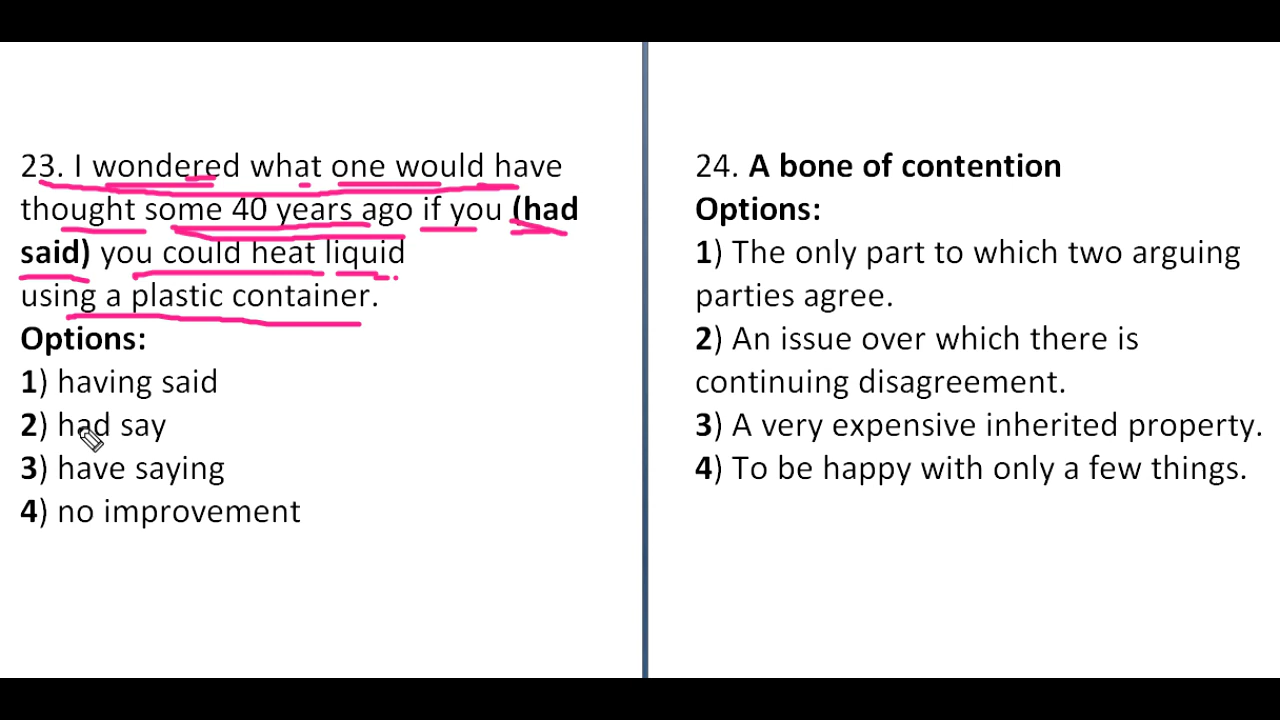 23. I wondered what one would have
thought some 40 years ago if you (had
said) you could heat liquid
using a plastic container.
Options:
1) having said
2) had say
3) have saying
4) no improvement
24. A bone of contention
Options:
1) The only part to which two arguing
parties agree.
2) An issue over which there is
continuing disagreement.
3) A very expensive inherited property.
4) To be happy with only a few things.